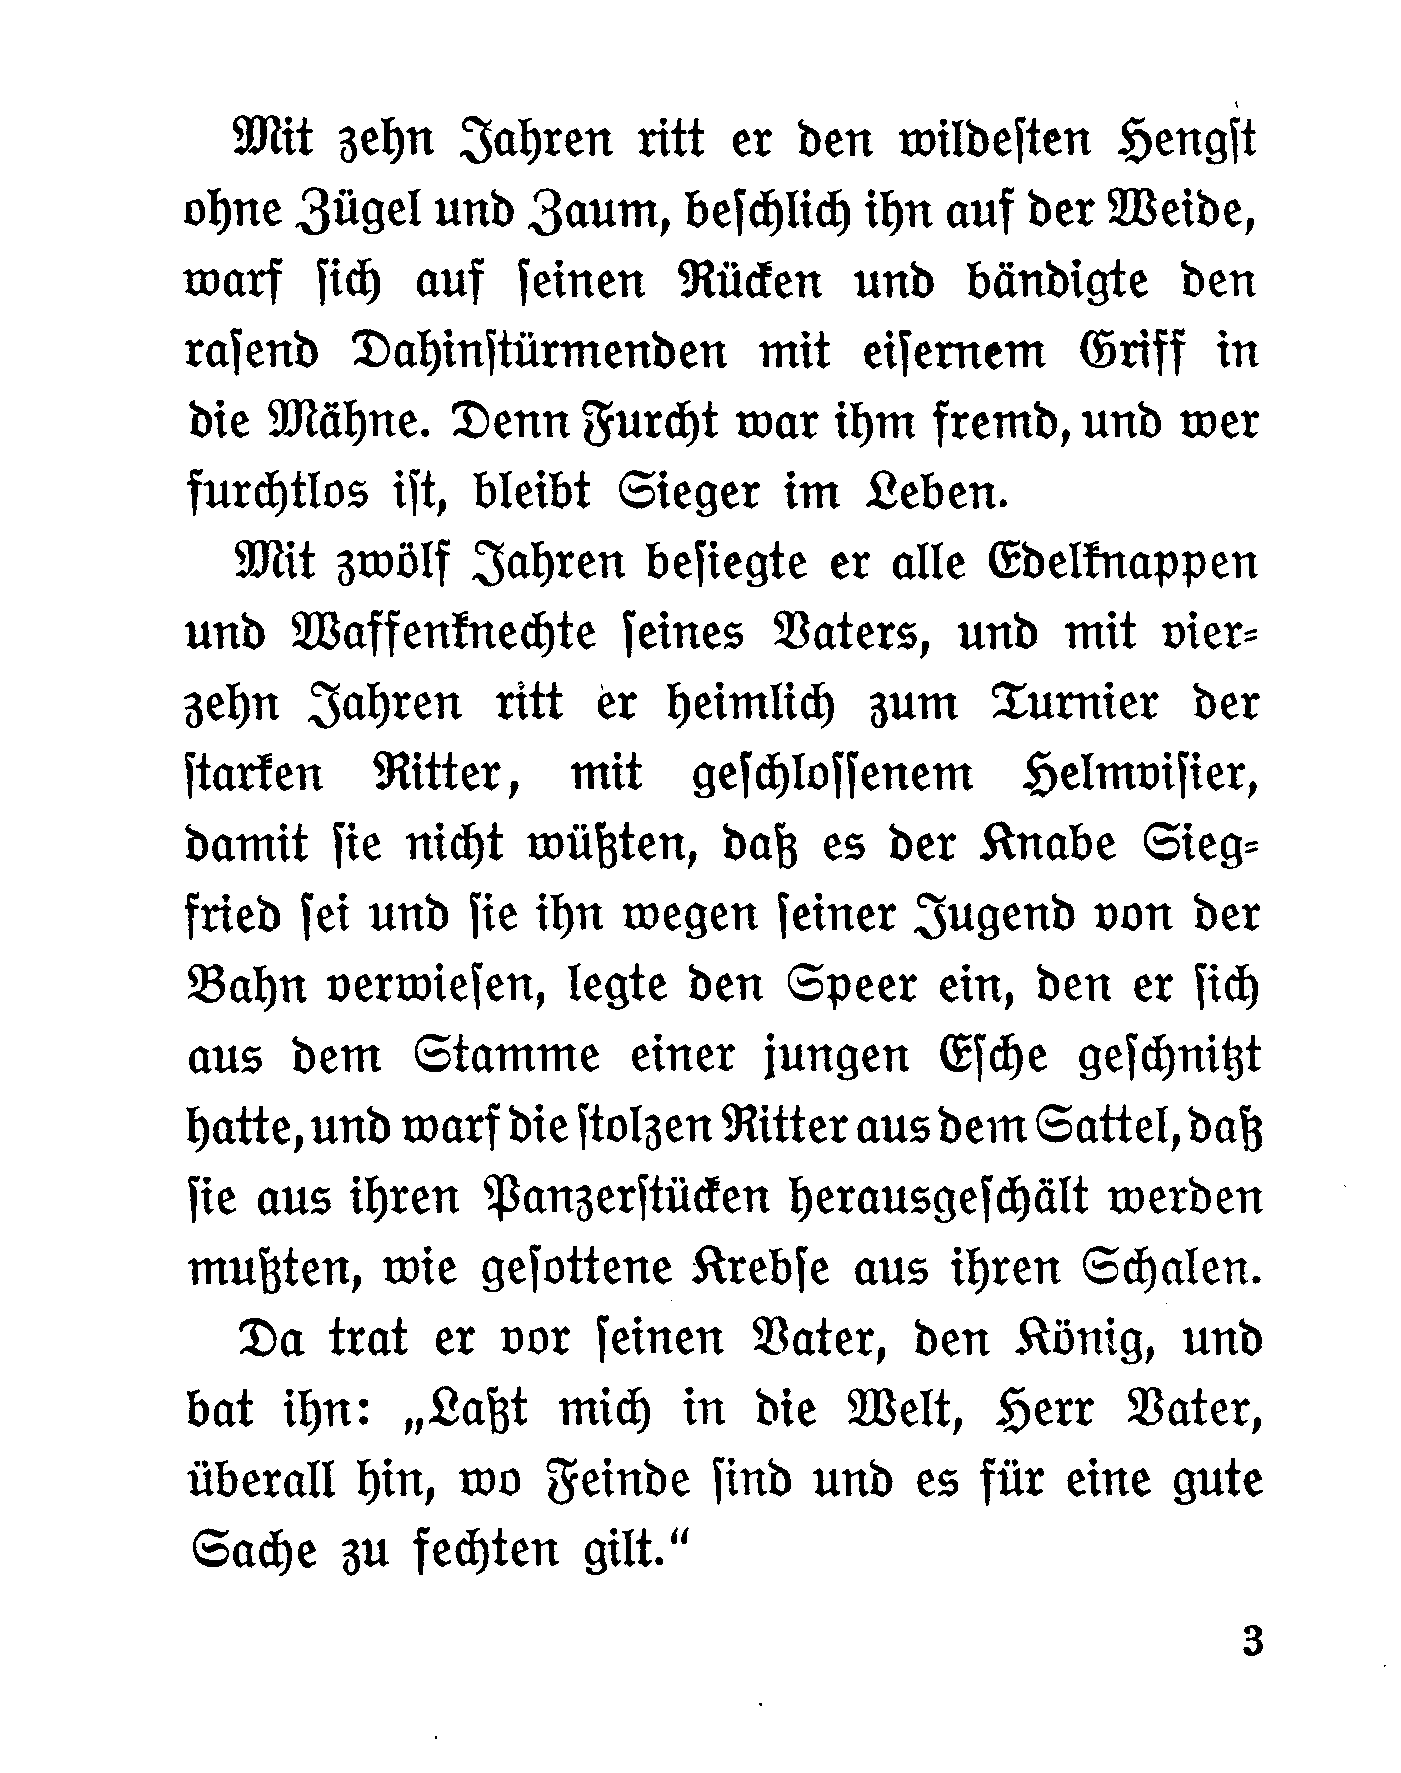 Mit zehn Jahren ritt er den wildeſten Hengſt
ohne Zügel und Zaum, beſchlich ihn auf der Weide,
warf ſich auf ſeinen Rücken und bändigte den
raſend Dahinſtürmenden mit eiſernem Griff in
die Mähne. Denn Furcht war ihm fremd, und wer
furchtlos iſt, bleibt Sieger im Leben.
Mit zwölf Jahren beſiegte er alle Edelknappen
und Waffenknechte ſeines Vaters, und mit vier⸗
zehn Jahren ritt er heimlich zum Turnier der
ſtarken Ritter, mit geſchloſſenem Helmviſier,
damit ſie nicht wüßten, daß es der Knabe Sieg⸗
fried ſei und ſie ihn wegen ſeiner Jugend von der
Bahn verwieſen, legte den Speer ein, den er ſich
aus dem Stamme einer jungen Eſche geſchnitzt
hatte, und warf die ſtolzen Ritter aus dem Sattel, daß
ſie aus ihren Panzerſtücken herausgeſchält werden
mußten, wie geſottene Krebſe aus ihren Schalen.
Da trat er vor ſeinen Vater, den König, und
bat ihn: „Laßt mich in die Welt, Herr Vater,
überall hin, wo Feinde ſind und es für eine gute
Sache zu fechten gilt.“
3